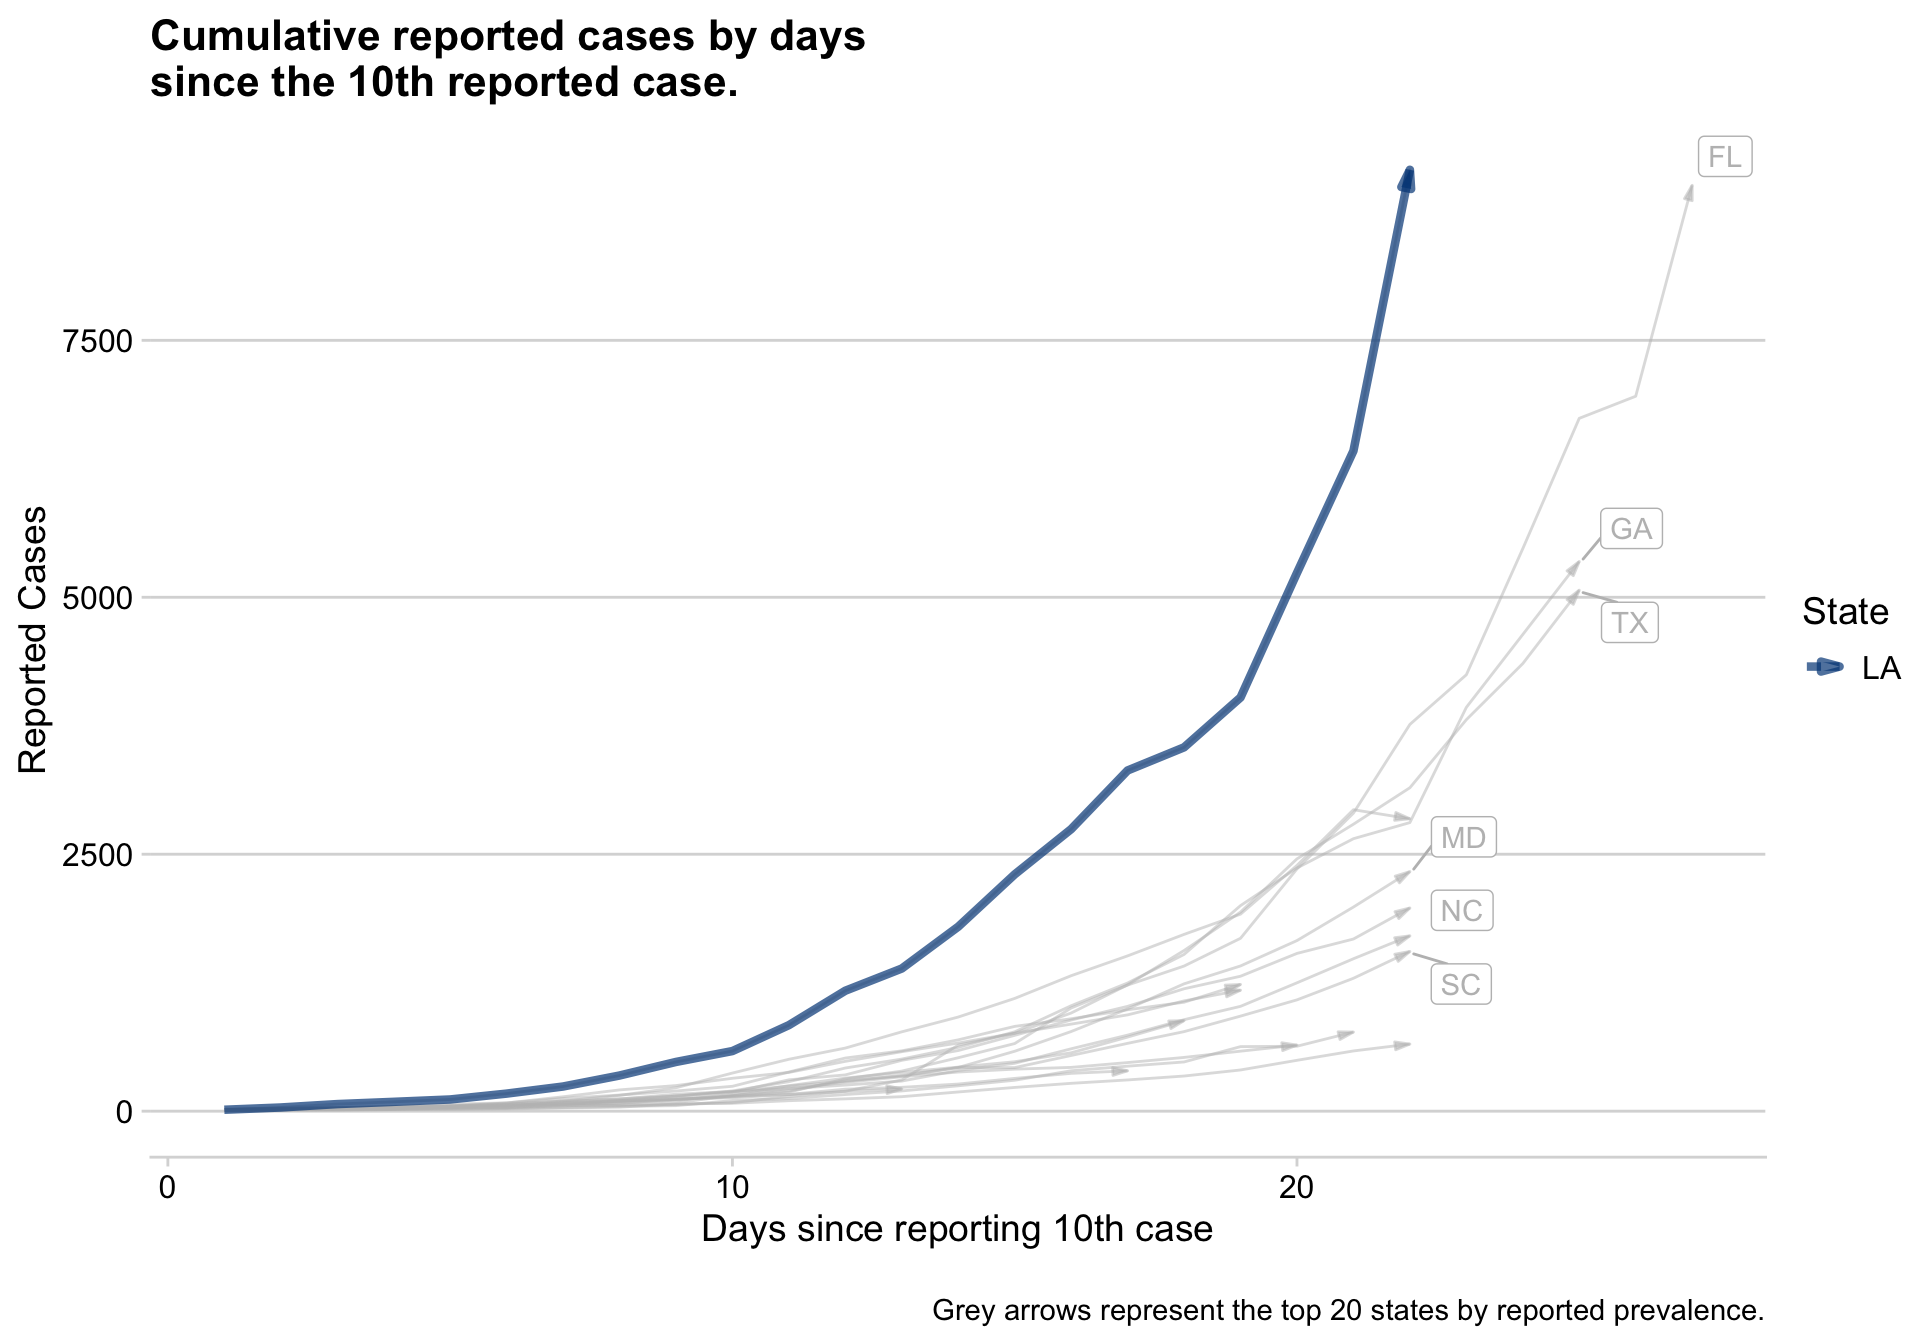 Cumulative reported cases by days
since the 10th reported case.
FL
7500
GA
5000
TX
State
LA
Reported Cases
MD
2500
NC
SC
0
0 10 20
Days since reporting 10th case
Grey arrows represent the top 20 states by reported prevalence.